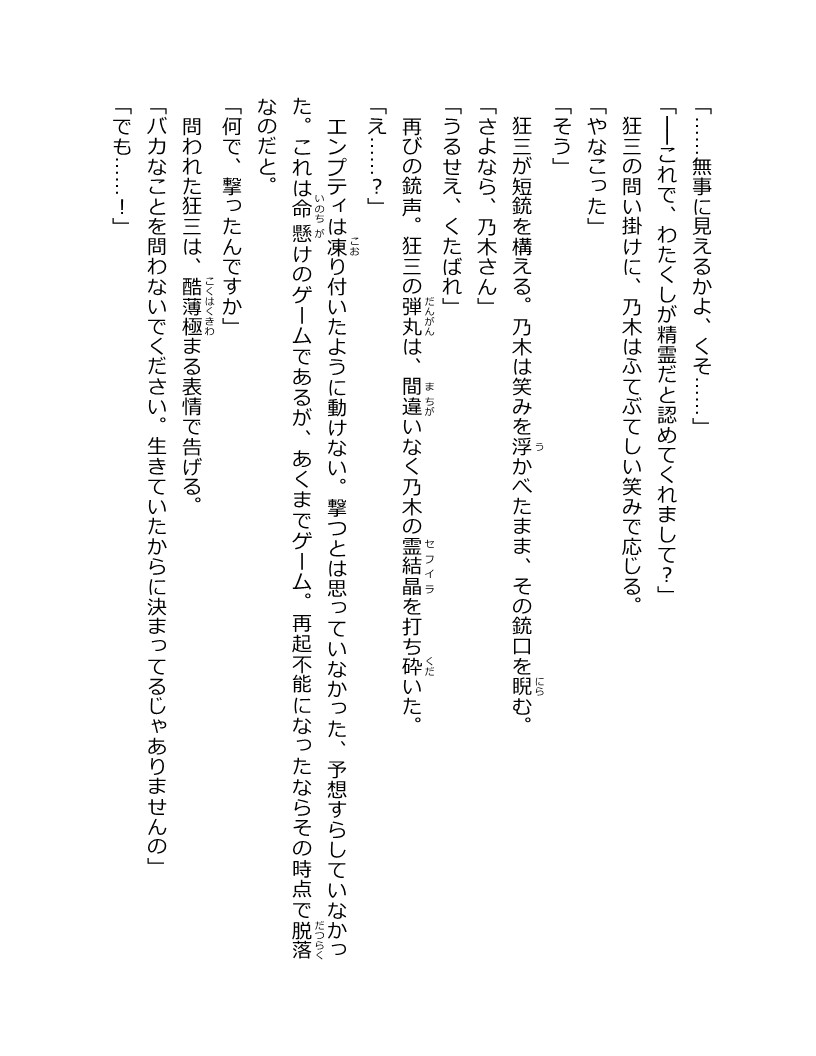 「……無事に見えるかよ、くそ……」
「──これで、わたくしが精霊だと認めてくれまして？」
狂三の問い掛けに、乃木はふてぶてしい笑みで応じる。
「やなこった」
「そう」
狂三が短銃を構える。乃木は笑みを浮かべたまま、その銃口を睨む。
「さよなら、乃木さん」
「うるせえ、くたばれ」
再びの銃声。狂三の弾丸は、間違いなく乃木の霊結晶を打ち砕いた。
「え……？」
エンプティは凍り付いたように動けない。撃つとは思っていなかった、予想すらしていなかっ
た。これは命懸けのゲームであるが、あくまでゲーム。再起不能になったならその時点で脱落
なのだと。
「何で、撃ったんですか」
問われた狂三は、酷薄極まる表情で告げる。
「バカなことを問わないでください。生きていたからに決まってるじゃありませんの」
「でも……！」